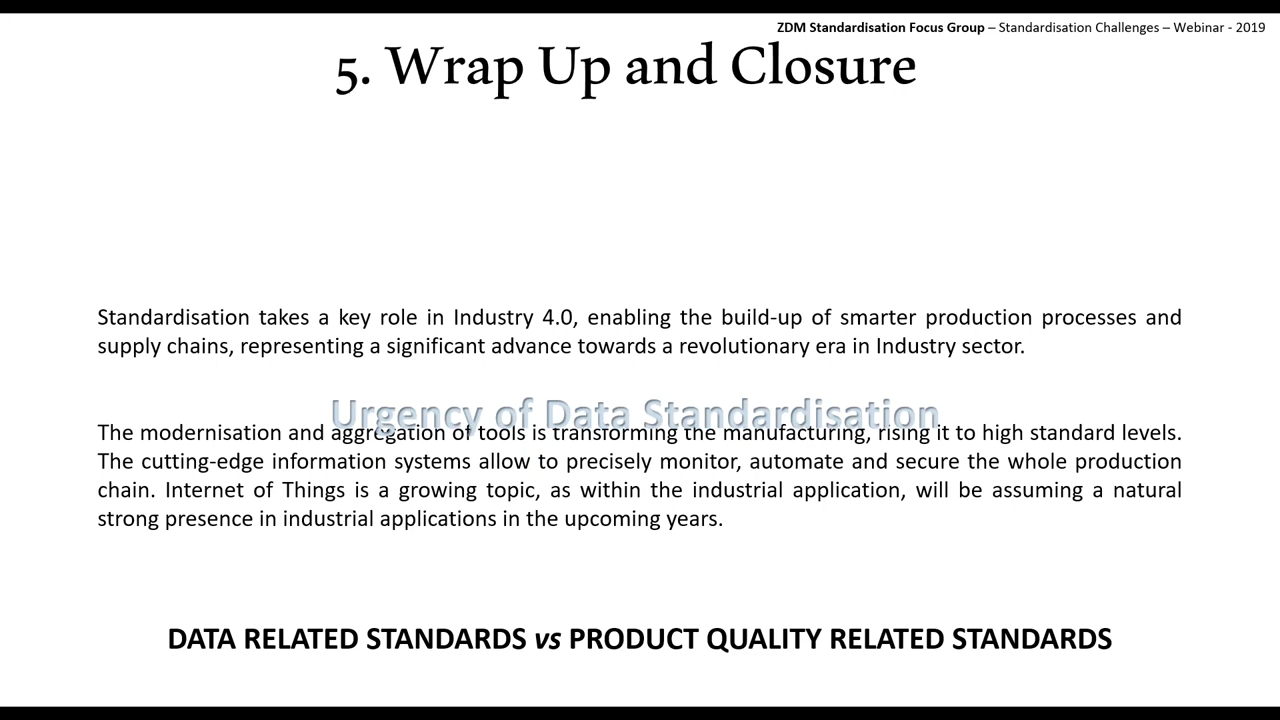 ZDM Standardisation Focus Group – Standardisation Challenges – Webinar - 2019
5. Wrap Up and Closure
Standardisation takes a key role in Industry 4.0, enabling the build-up of smarter production processes and
supply chains, representing a significant advance towards a revolutionary era in Industry sector.
Urgency of Data Standardisation
The modernisation and aggregation of tools is transforming the manufacturing, rising it to high standard levels.
The cutting-edge information systems allow to precisely monitor, automate and secure the whole production
chain. Internet of Things is a growing topic, as within the industrial application, will be assuming a natural
strong presence in industrial applications in the upcoming years.
DATA RELATED STANDARDS vs PRODUCT QUALITY RELATED STANDARDS